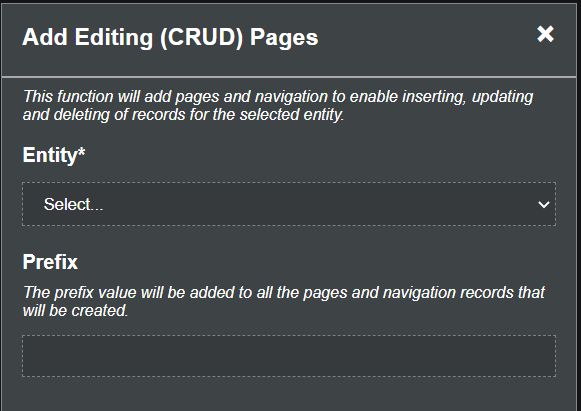 Add Editing (CRUD) Pages
This function will add pages and navigation to enable inserting, updating
and deleting of records for the selected entity.
Entity*
Select...
Prefix
The prefix value will be added to all the pages and navigation records that
will be created.